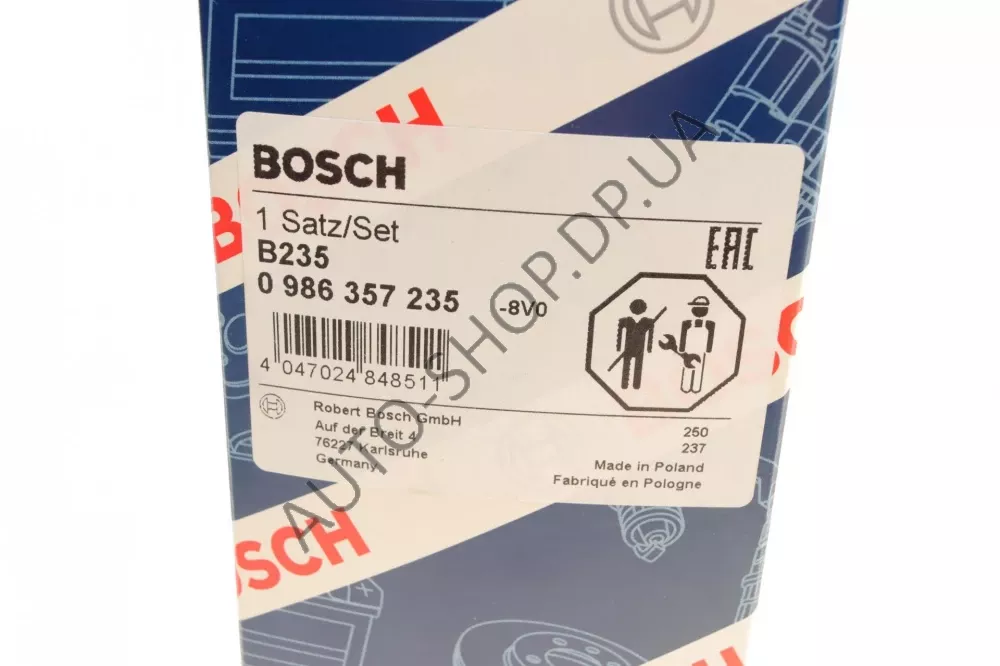 BOSCH
BOSCH
1 Satz/Set
B235
0 986 357 235 -8V0
EAC
4 047024 848511
Robert Bosch GmbH
Auf der Breit 4
76227 Karlsruhe
Germany
250
237
Made in Poland
Fabriqué en Pologne
BOSCH
AUTO-SHOP.DP.UA